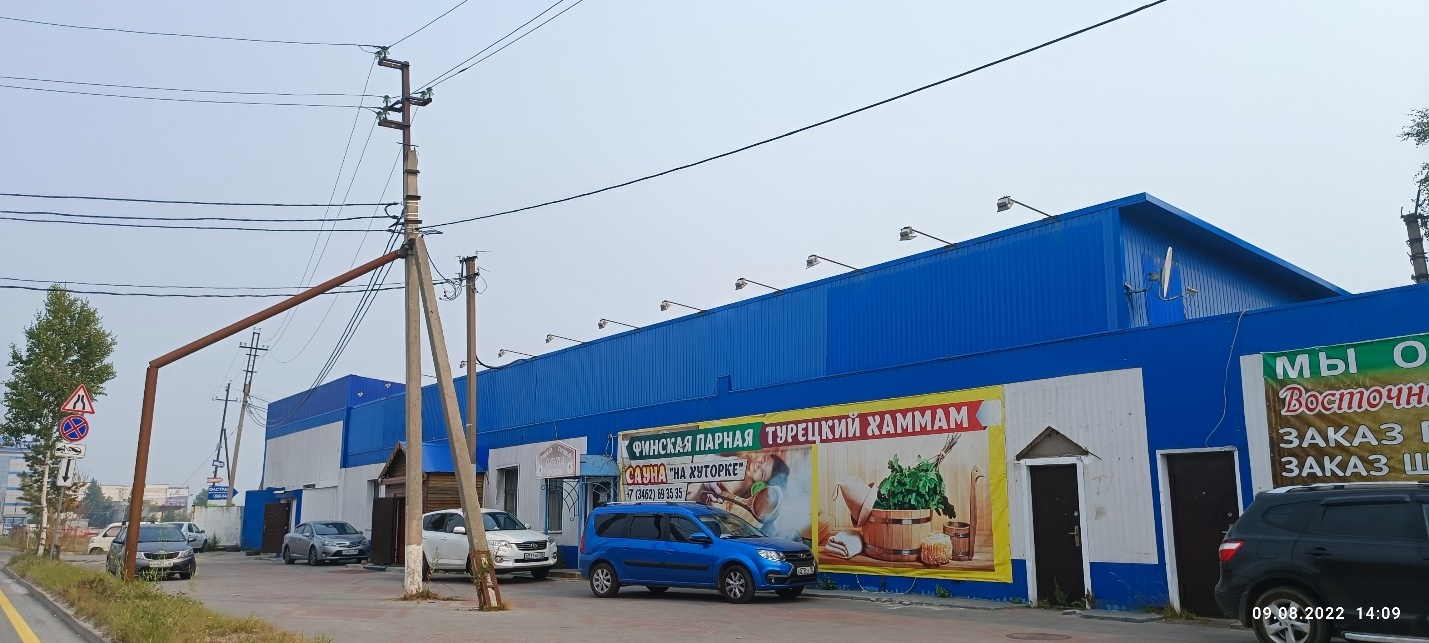 ФИНСКАЯ ПАРНАЯ
ТУРЕЦКИЙ ХАММАМ
САУНА "НА ХУТОРКЕ"
+7 (3462) 69 35 35
МЫ О
Восточн
ЗАКАЗ
ЗАКАЗ Ш
09.08.2022 14:09